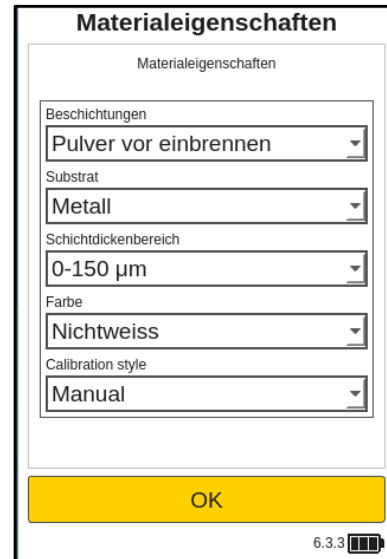 Materialeigenschaften
Materialeigenschaften
Beschichtungen
Pulver vor einbrennen
Substrat
Metall
Schichtdickenbereich
0-150 µm
Farbe
Nichtweiss
Calibration style
Manual
OK
6.3.3